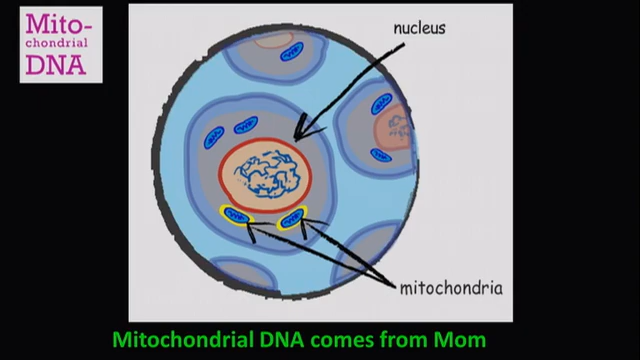 Mito-
chondrial
DNA
nucleus
mitochondria
Mitochondrial DNA comes from Mom